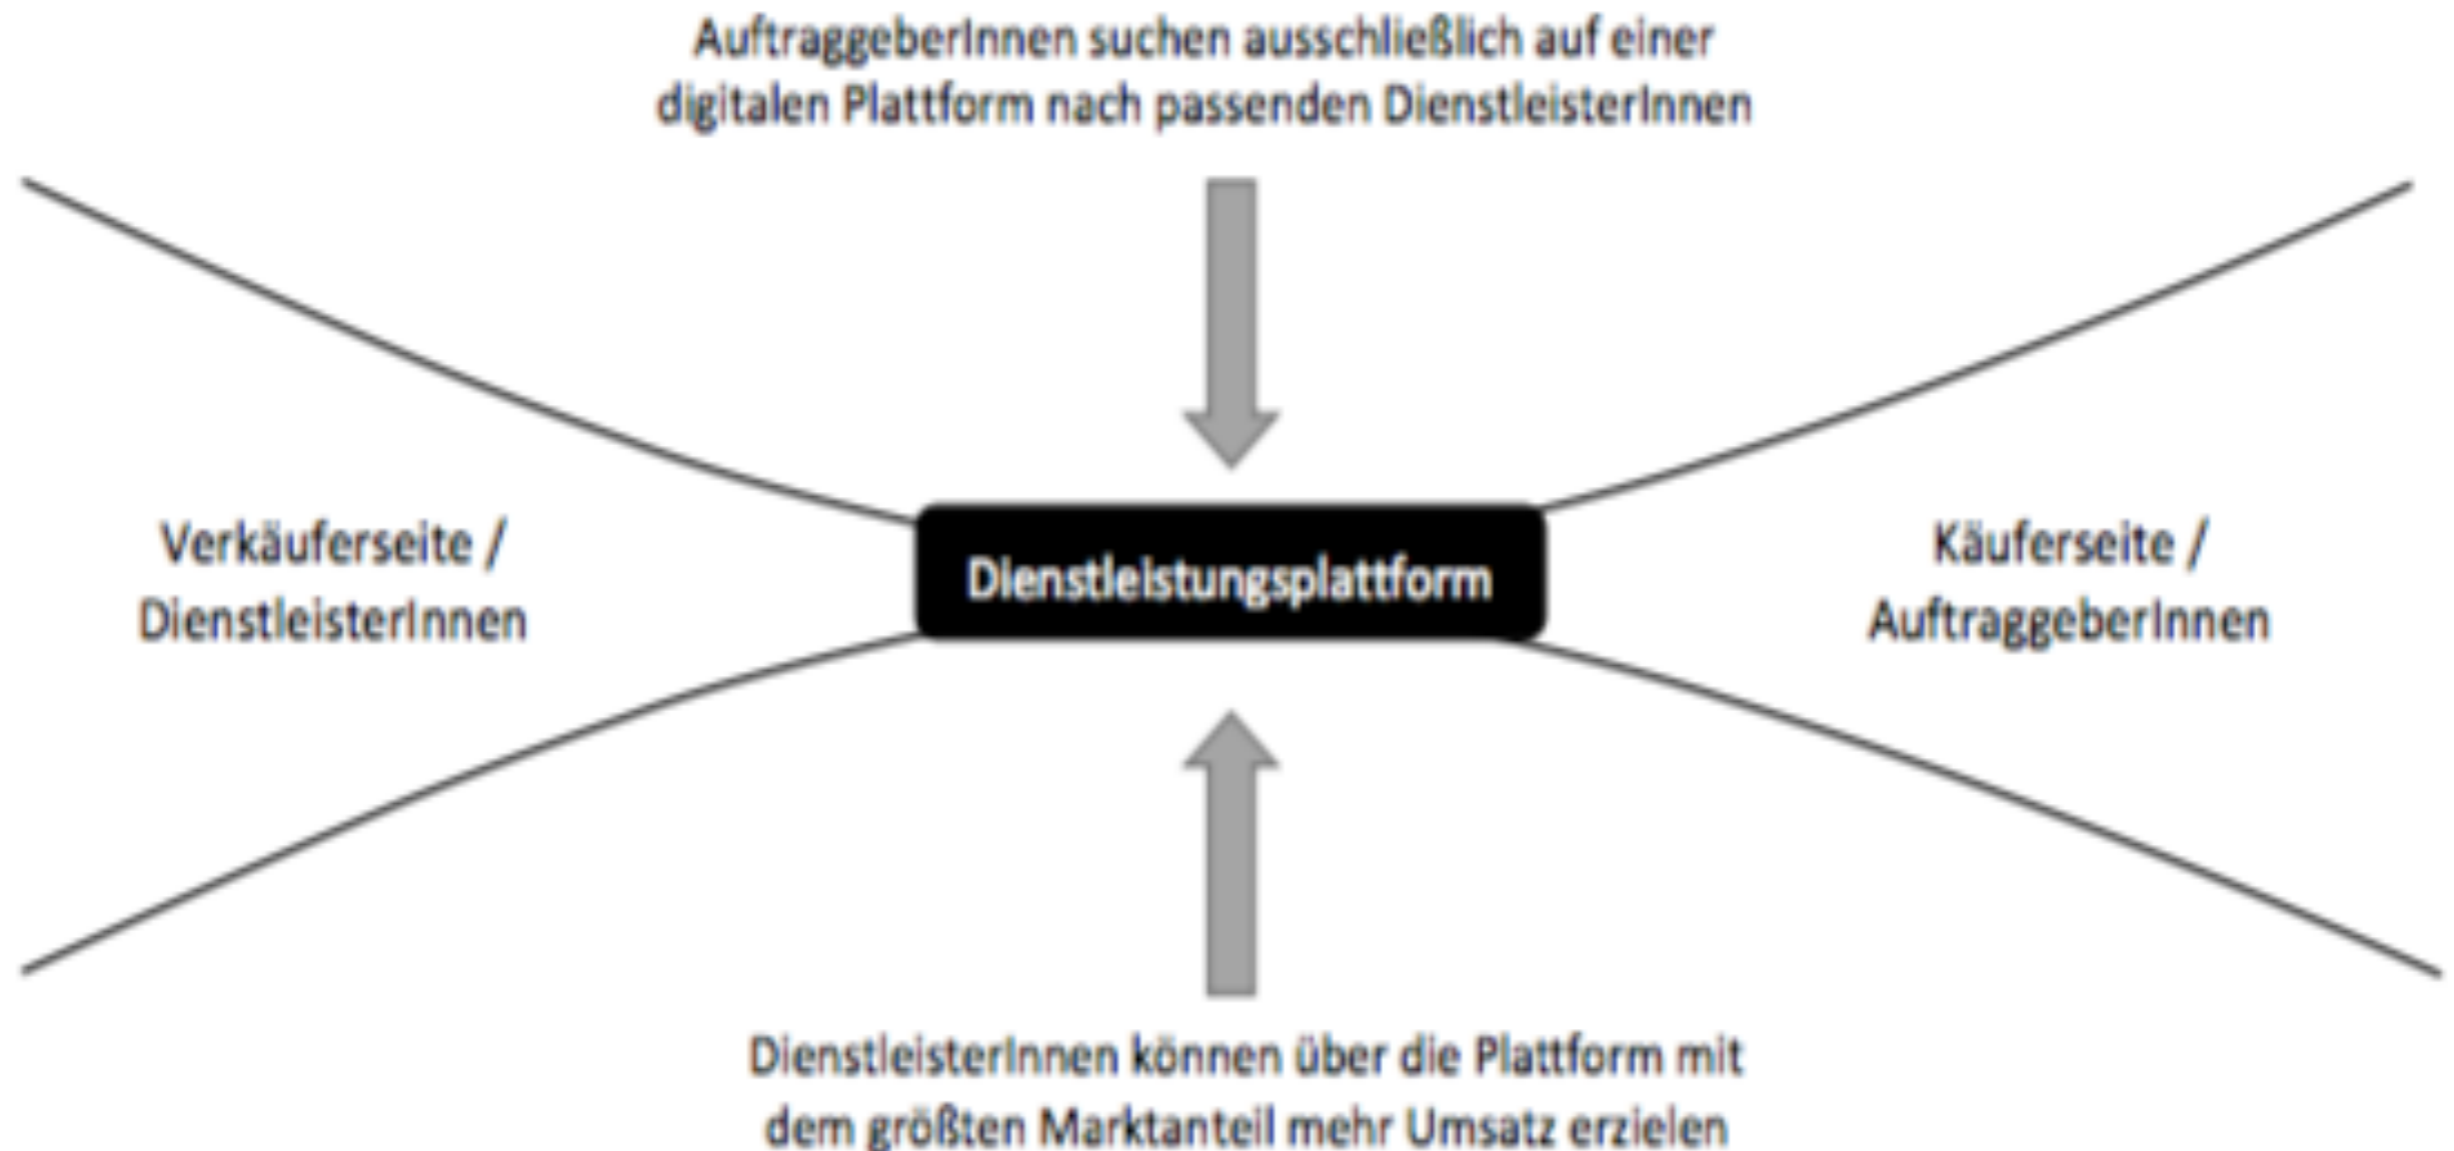 AuftraggeberInnen suchen ausschließlich auf einer
digitalen Plattform nach passenden DienstleisterInnen
Verkäuferseite /
DienstleisterInnen
Dienstleistungsplattform
Käuferseite /
AuftraggeberInnen
DienstleisterInnen können über die Plattform mit
dem größten Marktanteil mehr Umsatz erzielen